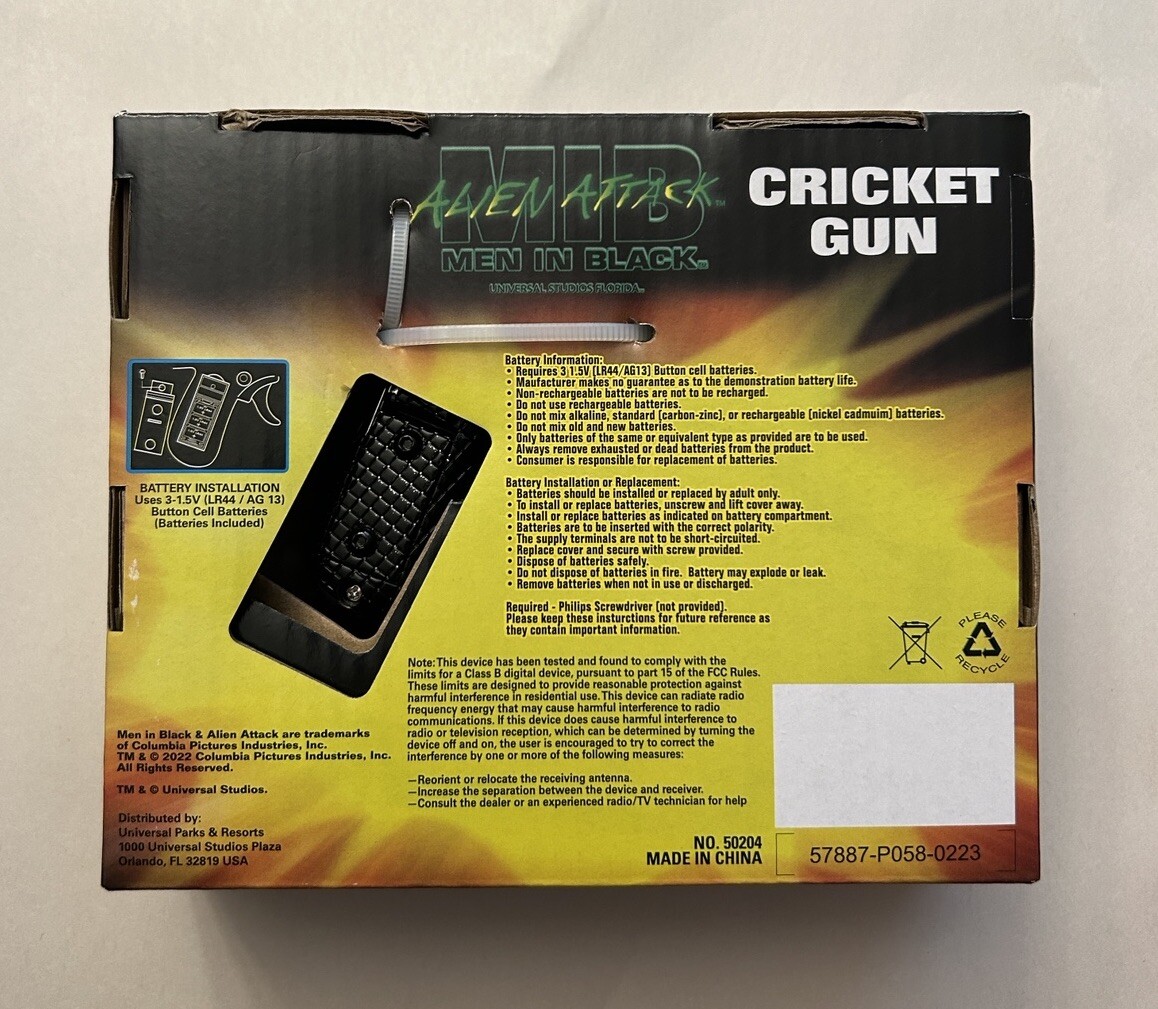 MIB
ALIEN ATTACK™
MEN IN BLACK™
UNIVERSAL STUDIOS FLORIDA™
CRICKET
GUN
BATTERY INSTALLATION
Uses 3-1.5V (LR44 / AG 13)
Button Cell Batteries
(Batteries Included)
Battery Information:
• Requires 3 1.5V (LR44/AG13) Button cell batteries.
• Maufacturer makes no guarantee as to the demonstration battery life.
• Non-rechargeable batteries are not to be recharged.
• Do not use rechargeable batteries.
• Do not mix alkaline, standard (carbon-zinc), or rechargeable (nickel cadmuim) batteries.
• Do not mix old and new batteries.
• Only batteries of the same or equivalent type as provided are to be used.
• Always remove exhausted or dead batteries from the product.
• Consumer is responsible for replacement of batteries.
Battery Installation or Replacement:
• Batteries should be installed or replaced by adult only.
• To install or replace batteries, unscrew and lift cover away.
• Install or replace batteries as indicated on battery compartment.
• Batteries are to be inserted with the correct polarity.
• The supply terminals are not to be short-circuited.
• Replace cover and secure with screw provided.
• Dispose of batteries safely.
• Do not dispose of batteries in fire. Battery may explode or leak.
• Remove batteries when not in use or discharged.
Required - Philips Screwdriver (not provided).
Please keep these insturctions for future reference as
they contain important information.
PLEASE
RECYCLE
Note: This device has been tested and found to comply with the
limits for a Class B digital device, pursuant to part 15 of the FCC Rules.
These limits are designed to provide reasonable protection against
harmful interference in residential use. This device can radiate radio
frequency energy that may cause harmful interference to radio
communications. If this device does cause harmful interference to
radio or television reception, which can be determined by turning the
device off and on, the user is encouraged to try to correct the
interference by one or more of the following measures:
—Reorient or relocate the receiving antenna.
—Increase the separation between the device and receiver.
—Consult the dealer or an experienced radio/TV technician for help
Men in Black & Alien Attack are trademarks
of Columbia Pictures Industries, Inc.
TM & © 2022 Columbia Pictures Industries, Inc.
All Rights Reserved.
TM & © Universal Studios.
Distributed by:
Universal Parks & Resorts
1000 Universal Studios Plaza
Orlando, FL 32819 USA
NO. 50204
MADE IN CHINA
57887-P058-0223